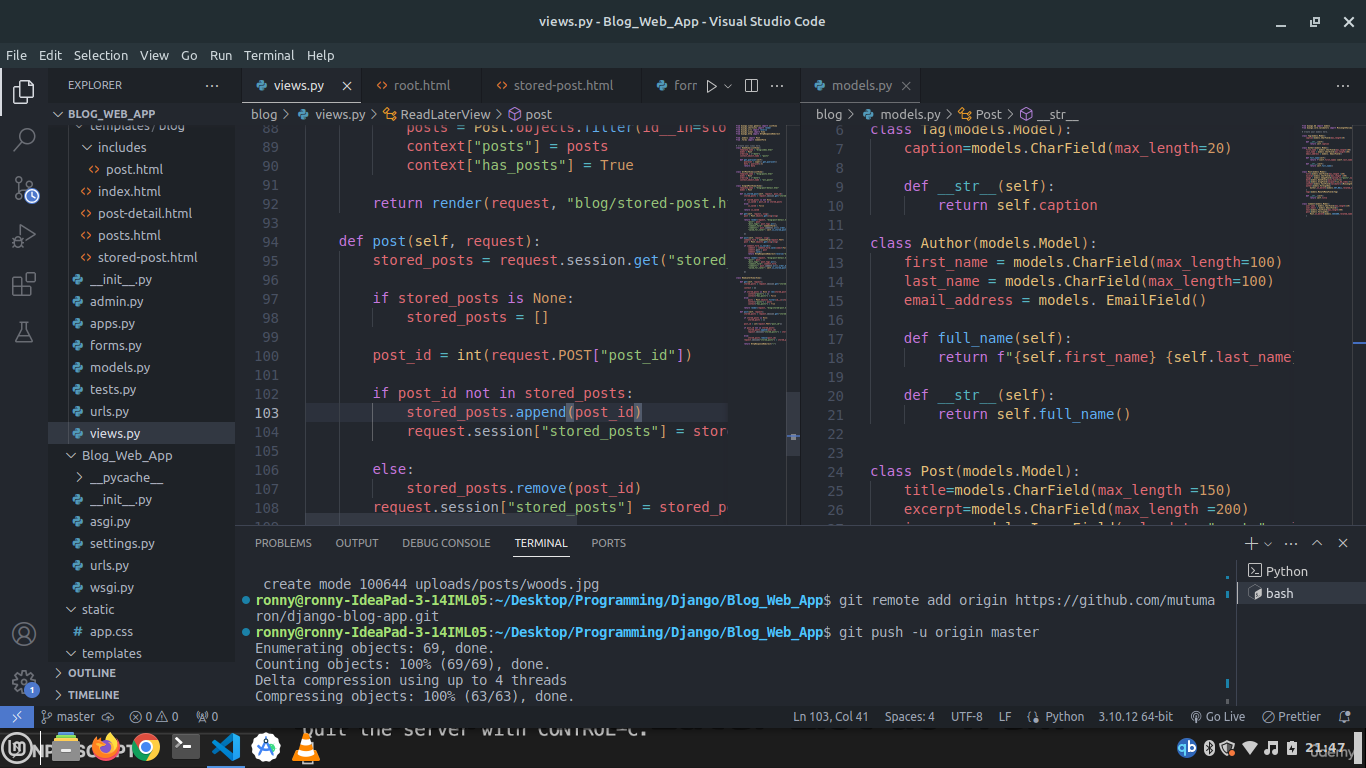 views.py - Blog_Web_App - Visual Studio Code
File Edit Selection View Go Run Terminal Help
EXPLORER
BLOG_WEB_APP
templates/blog
includes
post.html
index.html
post-detail.html
posts.html
stored-post.html
__init__.py
admin.py
apps.py
forms.py
models.py
tests.py
urls.py
views.py
Blog_Web_App
__pycache__
__init__.py
asgi.py
settings.py
urls.py
wsgi.py
static
app.css
templates
OUTLINE
TIMELINE
1
views.py root.html stored-post.html forr
blog > views.py > ReadLaterView > post
88 posts = Post.objects.filter(id__in=sto
89 context["posts"] = posts
90 context["has_posts"] = True
91
92 return render(request, "blog/stored-post.h
93
94 def post(self, request):
95 stored_posts = request.session.get("stored_
96
97 if stored_posts is None:
98 stored_posts = []
99
100 post_id = int(request.POST["post_id"])
101
102 if post_id not in stored_posts:
103 stored_posts.append(post_id)
104 request.session["stored_posts"] = stor
105
106 else:
107 stored_posts.remove(post_id)
108 request.session["stored_posts"] = stored_p
models.py
blog > models.py > Post > __str__
6 class Tag(models.Model):
7 caption=models.CharField(max_length=20)
8
9 def __str__(self):
10 return self.caption
11
12 class Author(models.Model):
13 first_name = models.CharField(max_length=100)
14 last_name = models.CharField(max_length=100)
15 email_address = models. EmailField()
16
17 def full_name(self):
18 return f"{self.first_name} {self.last_name
19
20 def __str__(self):
21 return self.full_name()
22
23
24 class Post(models.Model):
25 title=models.CharField(max_length =150)
26 excerpt=models.CharField(max_length =200)
PROBLEMS OUTPUT DEBUG CONSOLE TERMINAL PORTS
create mode 100644 uploads/posts/woods.jpg
ronny@ronny-IdeaPad-3-14IML05:~/Desktop/Programming/Django/Blog_Web_App$ git remote add origin https://github.com/mutuma
ron/django-blog-app.git
ronny@ronny-IdeaPad-3-14IML05:~/Desktop/Programming/Django/Blog_Web_App$ git push -u origin master
Enumerating objects: 69, done.
Counting objects: 100% (69/69), done.
Delta compression using up to 4 threads
Compressing objects: 100% (63/63), done.
Python
bash
master 0 0 0 Ln 103, Col 41 Spaces: 4 UTF-8 LF Python 3.10.12 64-bit Go Live Prettier
Quit the server with CONTROL-C.
qb 21:47
udemy